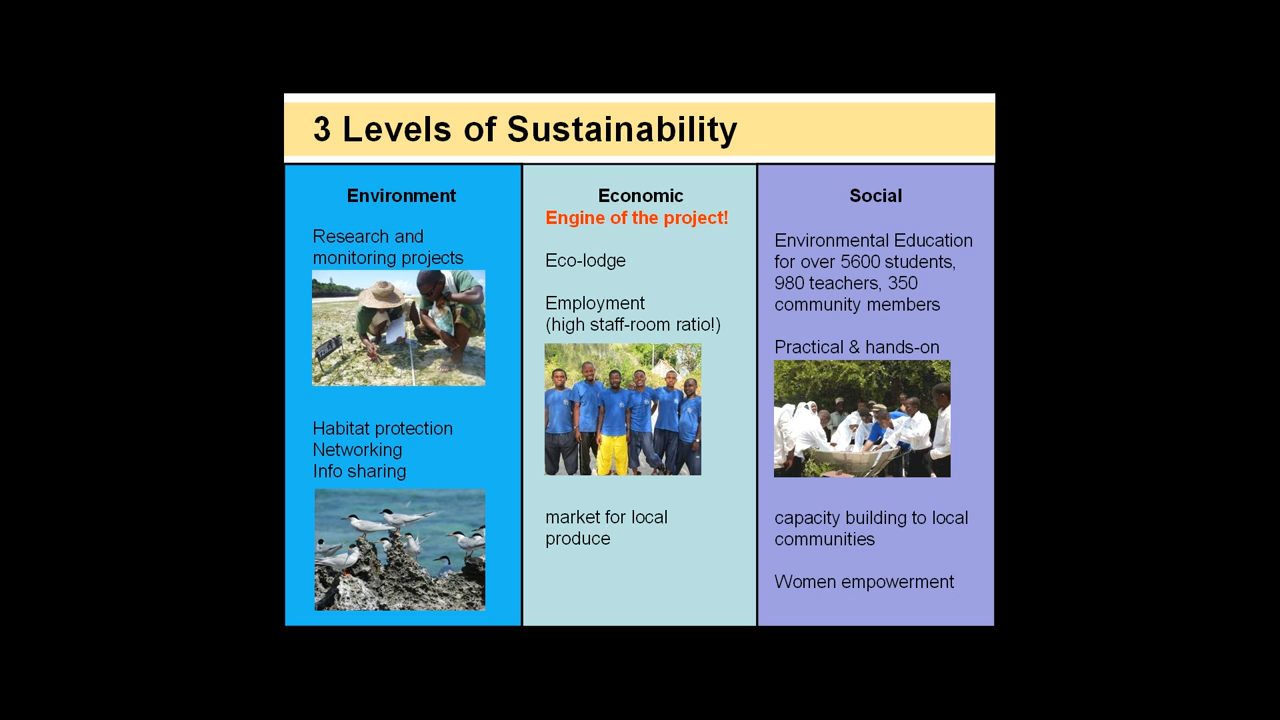 3 Levels of Sustainability
Environment
Research and
monitoring projects
Habitat protection
Networking
Info sharing
Economic
Engine of the project!
Eco-lodge
Employment
(high staff-room ratio!)
market for local
produce
Social
Environmental Education
for over 5600 students,
980 teachers, 350
community members
Practical & hands-on
capacity building to local
communities
Women empowerment